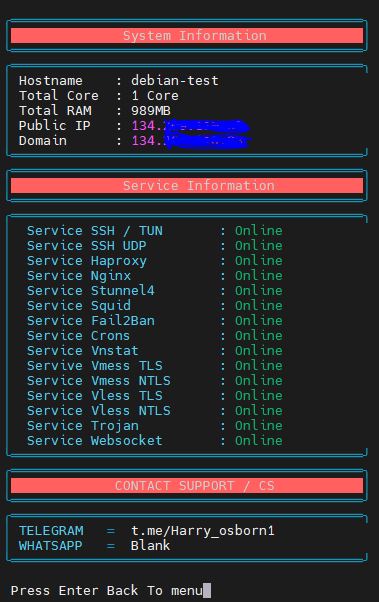 System Information
Hostname : debian-test
Total Core : 1 Core
Total RAM : 989MB
Public IP : 134.
Domain : 134.
Service Information
Service SSH / TUN : Online
Service SSH UDP : Online
Service Haproxy : Online
Service Nginx : Online
Service Stunnel4 : Online
Service Squid : Online
Service Fail2Ban : Online
Service Crons : Online
Service Vnstat : Online
Service Vmess TLS : Online
Service Vmess NTLS : Online
Service Vless TLS : Online
Service Vless NTLS : Online
Service Trojan : Online
Service Websocket : Online
CONTACT SUPPORT / CS
TELEGRAM = t.me/Harry_osborn1
WHATSAPP = Blank
Press Enter Back To menu